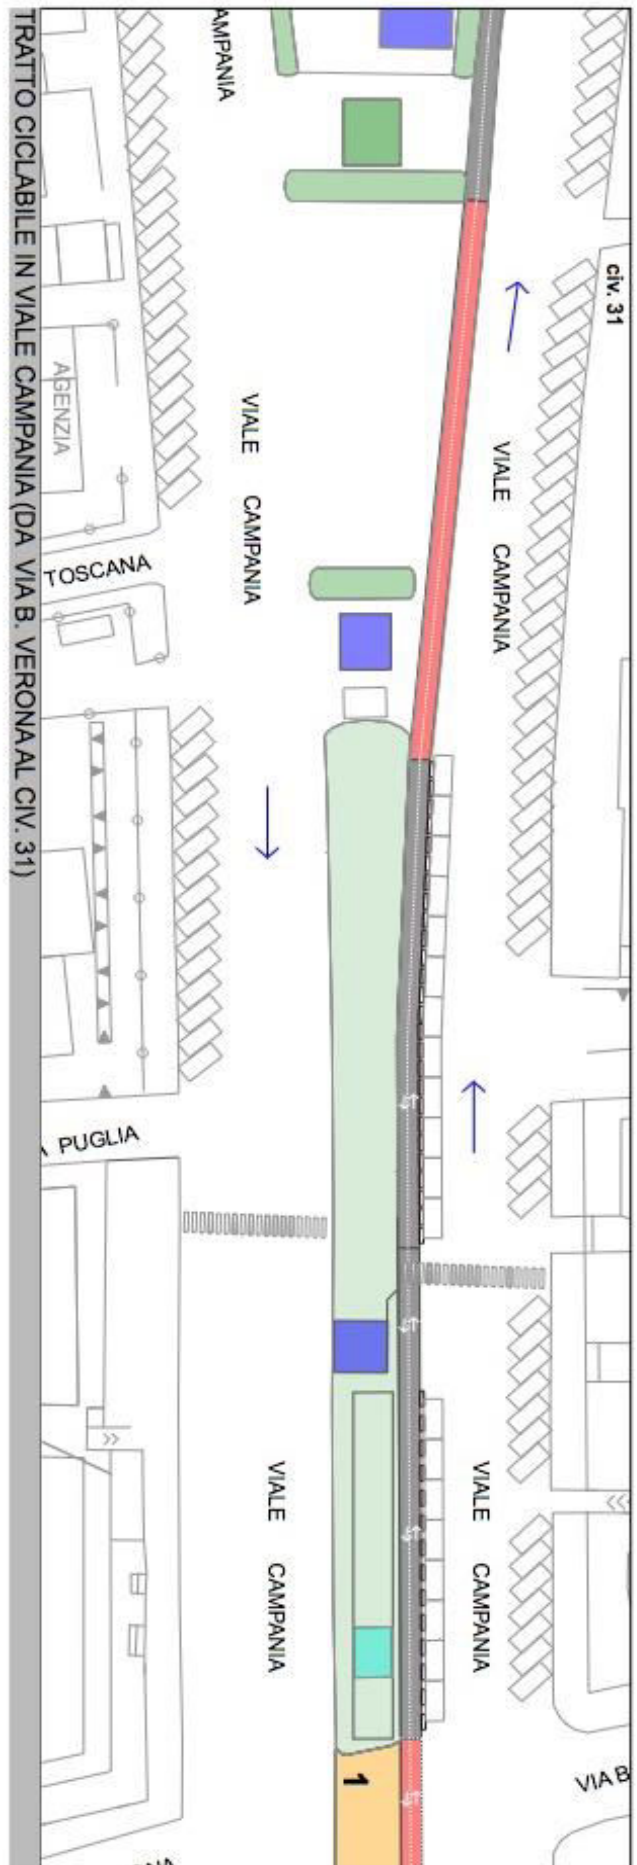 TRATTO CICLABILE IN VIALE CAMPANIA (DA VIA B. VERONA AL CIV. 31)
AMPANIA
civ. 31
AGENZIA
VIALE CAMPANIA
VIALE CAMPANIA
TOSCANA
PUGLIA
VIALE CAMPANIA
VIALE CAMPANIA
1
VIA B